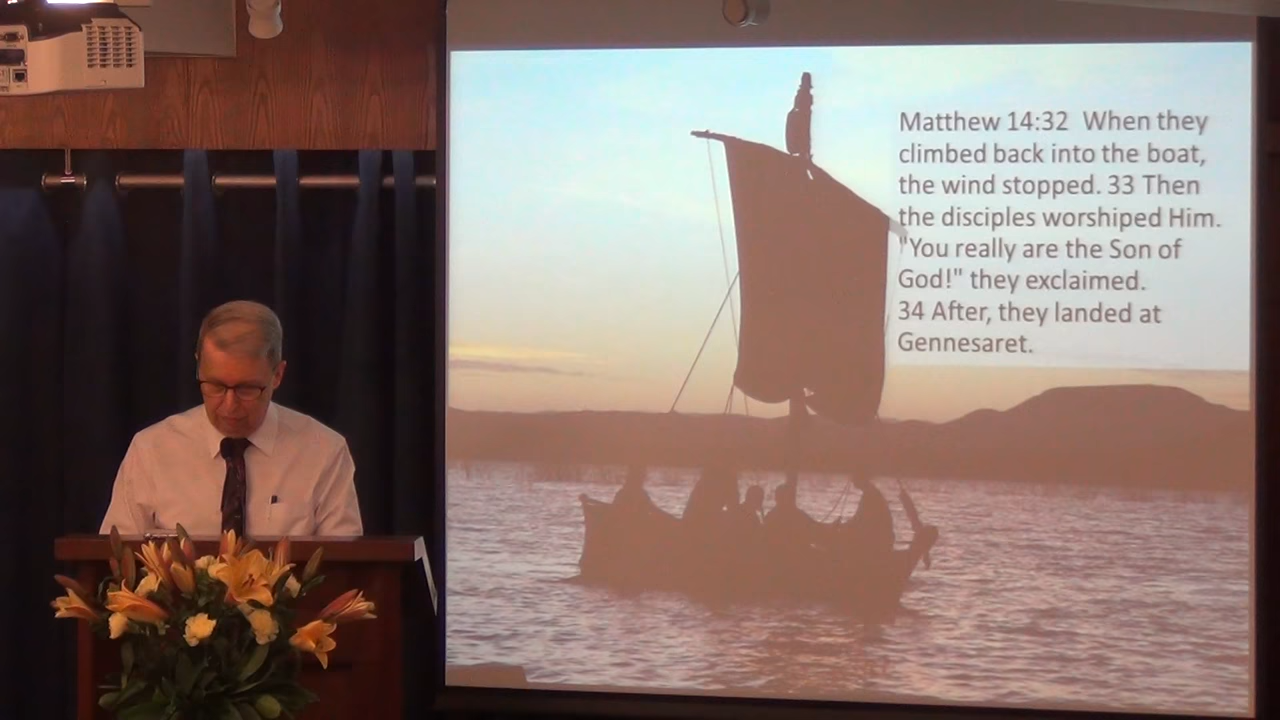 Matthew 14:32  When they
climbed back into the boat,
the wind stopped. 33 Then
the disciples worshiped Him.
"You really are the Son of
God!" they exclaimed.
34 After, they landed at
Gennesaret.